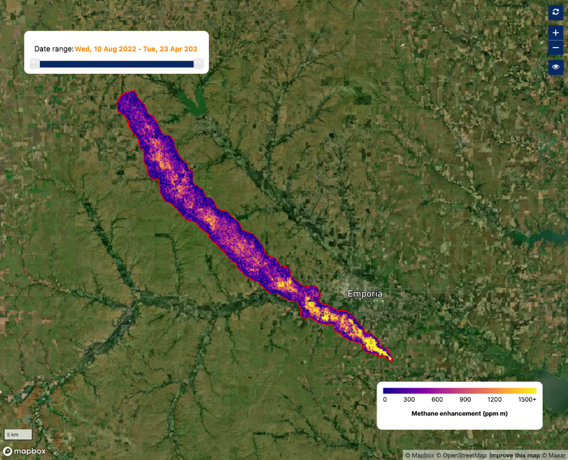 Date range: Wed, 10 Aug 2022 - Tue, 23 Apr 202
Emporia
0 300 600 900 1200 1500+
Methane enhancement (ppm m)
5 km
mapbox
© Mapbox © OpenStreetMap Improve this map © Maxar